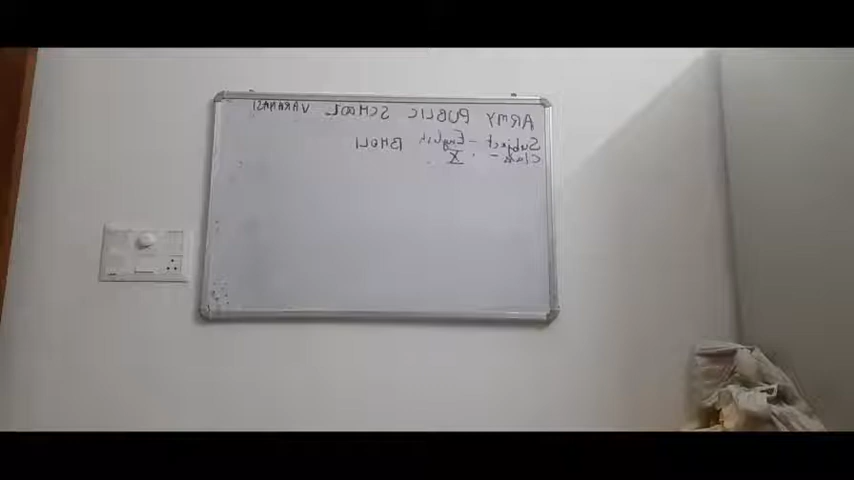 ARMY PUBLIC SCHOOL VARANASI
Subject - English BHOLI
Class - X